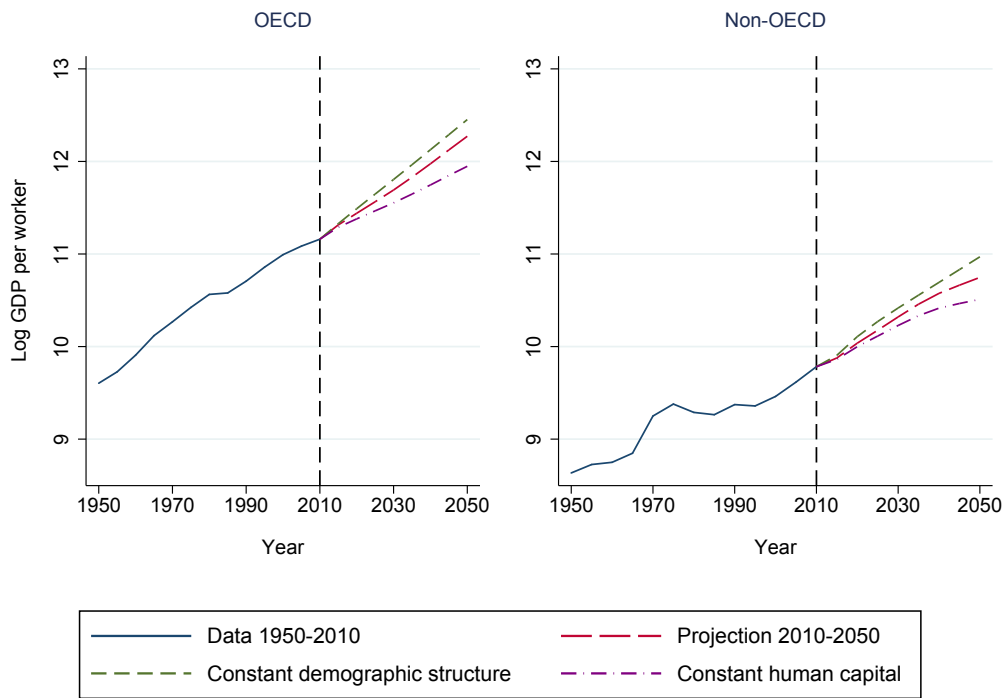 OECD
Non-OECD
Log GDP per worker
13
12
11
10
9
1950 1970 1990 2010 2030 2050
Year
13
12
11
10
9
1950 1970 1990 2010 2030 2050
Year
Data 1950-2010
Projection 2010-2050
Constant demographic structure
Constant human capital